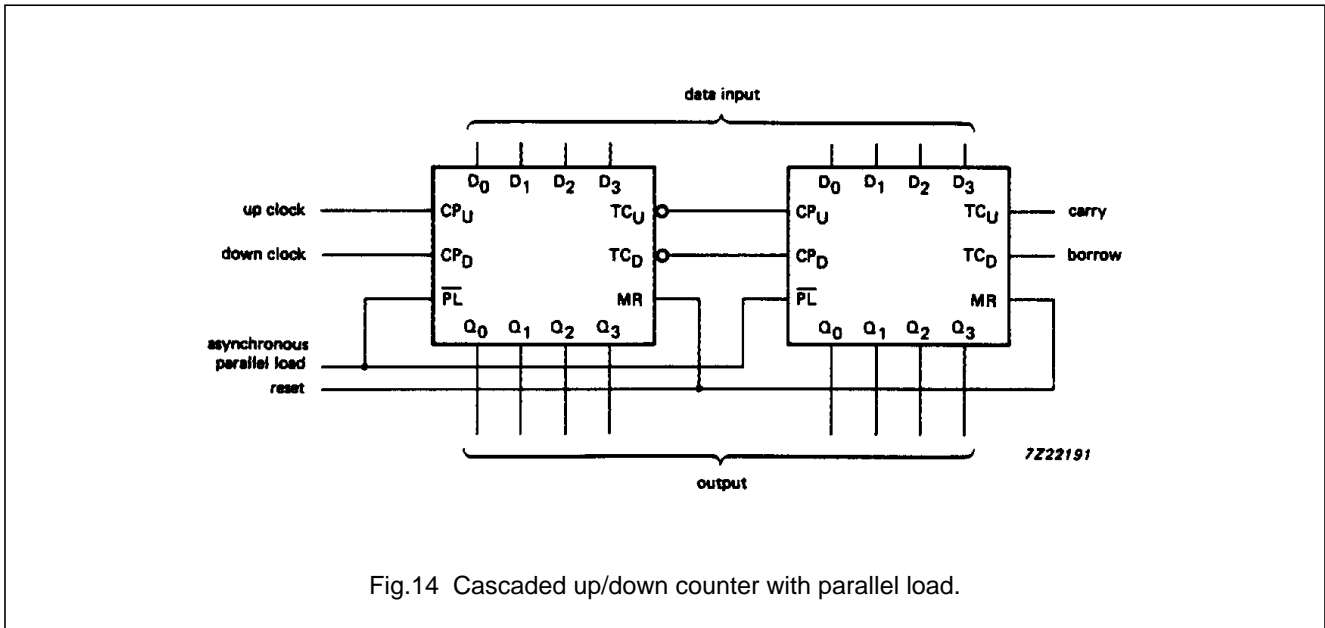 data input
D0 D1 D2 D3 D0 D1 D2 D3
up clock CPU TCU CPU TCU carry
down clock CPD TCD CPD TCD borrow
PL MR PL MR
Q0 Q1 Q2 Q3 Q0 Q1 Q2 Q3
asynchronous
parallel load
reset
7Z22191
output
Fig.14 Cascaded up/down counter with parallel load.